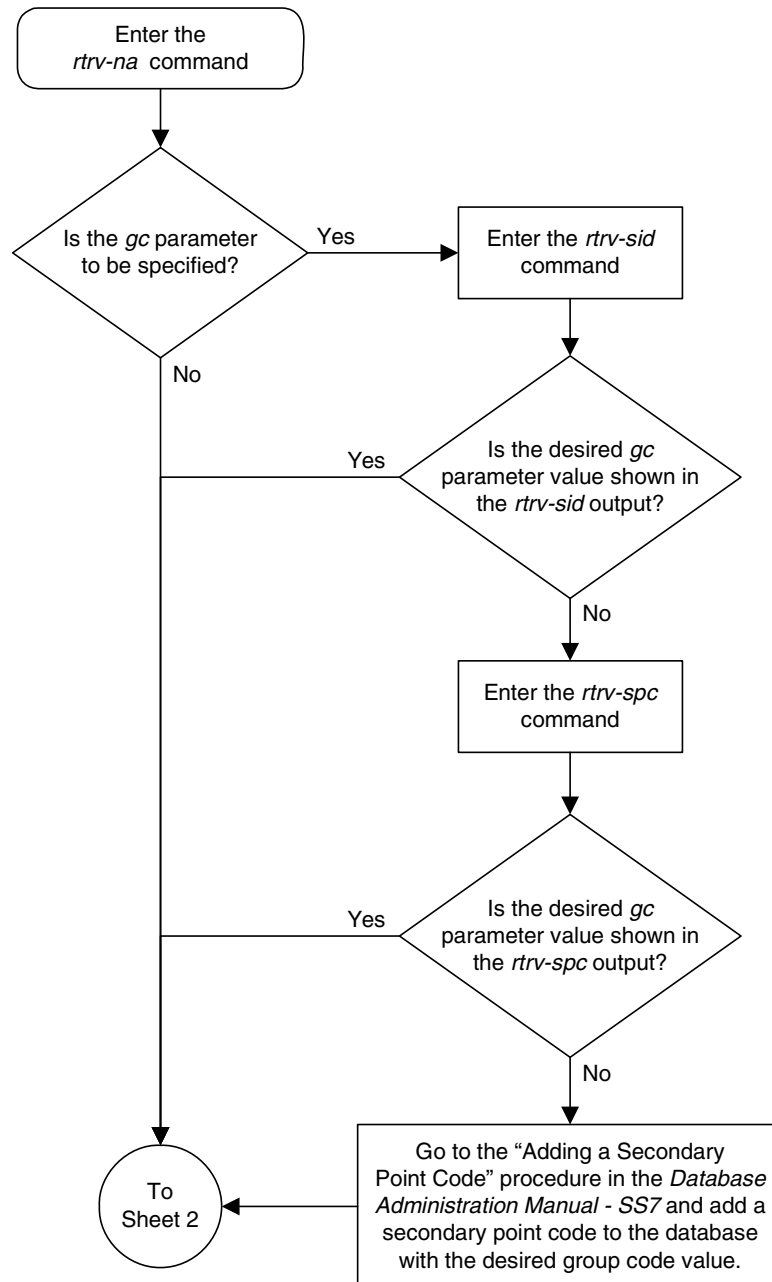 Enter the
rtrv-na command
Is the gc parameter
to be specified?
Yes
No
Enter the rtrv-sid
command
Is the desired gc
parameter value shown in
the rtrv-sid output?
Yes
No
Enter the rtrv-spc
command
Is the desired gc
parameter value shown in
the rtrv-spc output?
Yes
No
Go to the “Adding a Secondary
Point Code” procedure in the Database
Administration Manual - SS7 and add a
secondary point code to the database
with the desired group code value.
To
Sheet 2